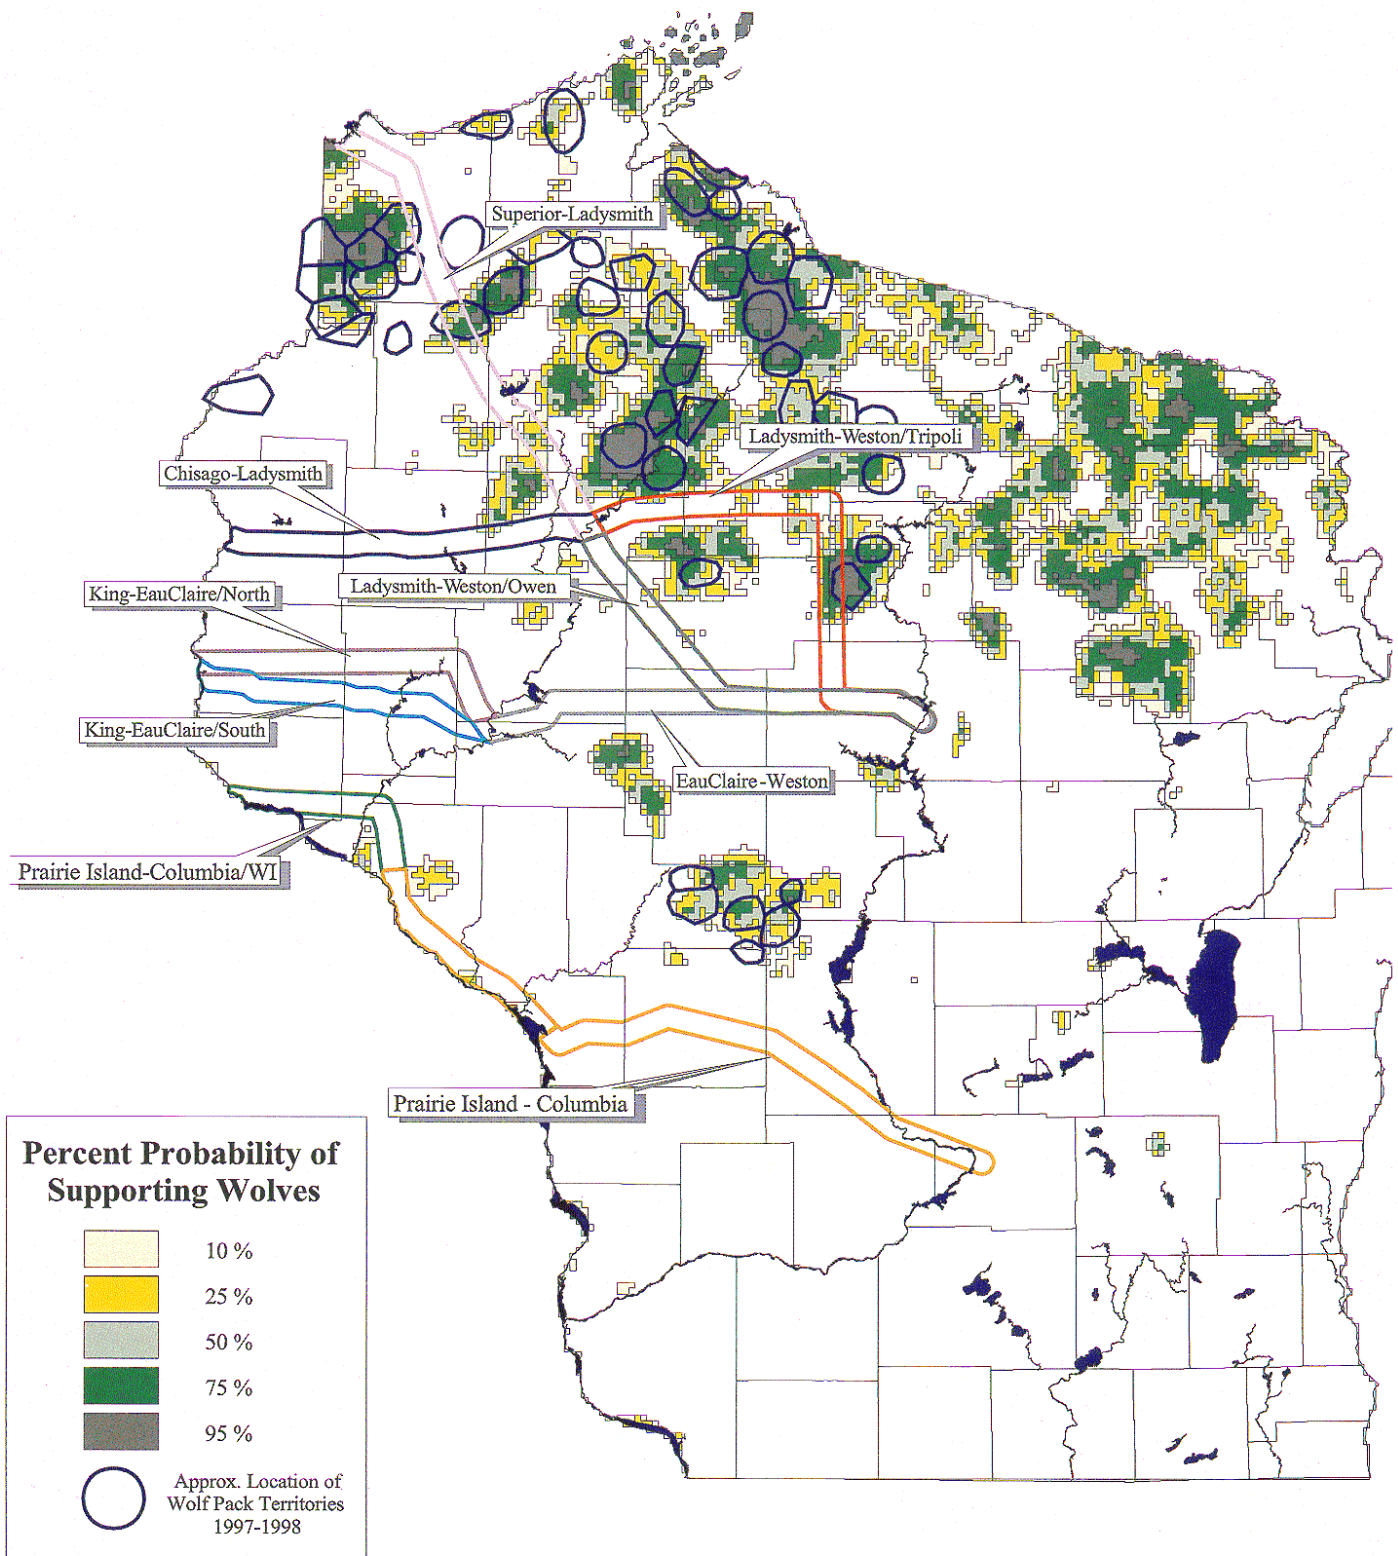 Superior-Ladysmith
Ladysmith-Weston/Tripoli
Chisago-Ladysmith
Ladysmith-Weston/Owen
King-EauClaire/North
King-EauClaire/South
EauClaire-Weston
Prairie Island-Columbia/WI
Prairie Island - Columbia
Percent Probability of
Supporting Wolves
10 %
25 %
50 %
75 %
95 %
Approx. Location of
Wolf Pack Territories
1997-1998